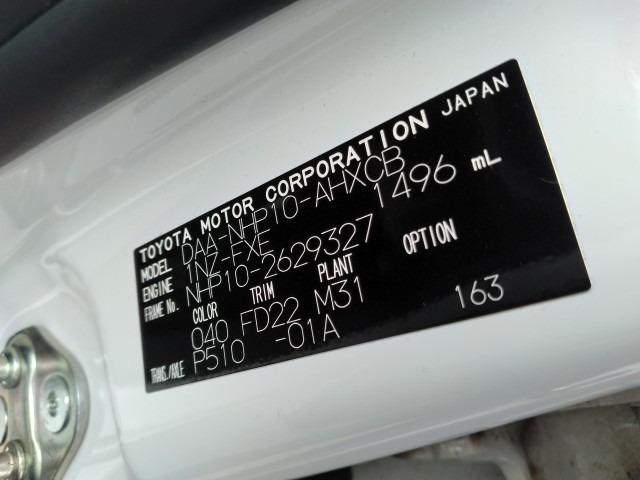 TOYOTA MOTOR CORPORATION JAPAN
MODEL DAA-NHP10-AHXCB
ENGINE 1NZ-FXE 1496 mL
FRAME No. NHP10-2629327
COLOR TRIM PLANT OPTION
040 FD22 M31 163
TRANS./AXLE P510 -01A